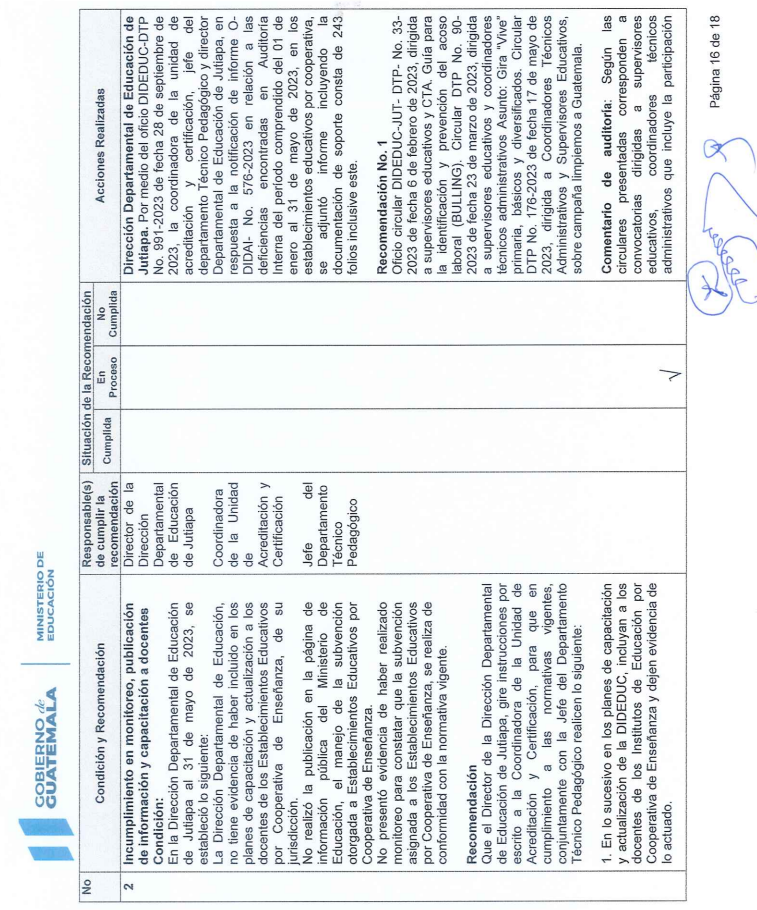 GOBIERNO de
GUATEMALA
MINISTERIO DE
EDUCACIÓN
No
Condición y Recomendación
Responsable(s)
de cumplir la
recomendación
Situación de la Recomendación
Cumplida
En
Proceso
No
Cumplida
Acciones Realizadas
2
Incumplimiento en monitoreo, publicación
de información y capacitación a docentes
Condición:
En la Dirección Departamental de Educación
de Jutiapa al 31 de mayo de 2023, se
estableció lo siguiente:
La Dirección Departamental de Educación,
no tiene evidencia de haber incluido en los
planes de capacitación y actualización a los
docentes de los Establecimientos Educativos
por Cooperativa de Enseñanza, de su
jurisdicción.
No realizó la publicación en la página de
información pública del Ministerio de
Educación, el manejo de la subvención
otorgada a Establecimientos Educativos por
Cooperativa de Enseñanza.
No presentó evidencia de haber realizado
monitoreo para constatar que la subvención
asignada a los Establecimientos Educativos
por Cooperativa de Enseñanza, se realiza de
conformidad con la normativa vigente.
Recomendación
Que el Director de la Dirección Departamental
de Educación de Jutiapa, gire instrucciones por
escrito a la Coordinadora de la Unidad de
Acreditación y Certificación, para que en
cumplimiento a las normativas vigentes,
conjuntamente con la Jefe del Departamento
Técnico Pedagógico realicen lo siguiente:
1. En lo sucesivo en los planes de capacitación
y actualización de la DIDEDUC, incluyan a los
docentes de los Institutos de Educación por
Cooperativa de Enseñanza y dejen evidencia de
lo actuado.
Director de la
Dirección
Departamental
de Educación
de Jutiapa
Coordinadora
de la Unidad
de
Acreditación y
Certificación
Jefe del
Departamento
Técnico
Pedagógico
√
Dirección Departamental de Educación de
Jutiapa. Por medio del oficio DIDEDUC-DTP
No. 991-2023 de fecha 28 de septiembre de
2023, la coordinadora de la unidad de
acreditación y certificación, jefe del
departamento Técnico Pedagógico y director
Departamental de Educación de Jutiapa, en
respuesta a la notificación de informe O-
DIDAI- No. 576-2023 en relación a las
deficiencias encontradas en Auditoría
Interna del período comprendido del 01 de
enero al 31 de mayo de 2023, en los
establecimientos educativos por cooperativa,
se adjuntó informe incluyendo la
documentación de soporte consta de 243
folios inclusive este.
Recomendación No. 1
Oficio circular DIDEDUC-JUT- DTP- No. 33-
2023 de fecha 6 de febrero de 2023, dirigida
a supervisores educativos y CTA. Guía para
la identificación y prevención del acoso
laboral (BULLING). Circular DTP No. 90-
2023 de fecha 23 de marzo de 2023, dirigida
a supervisores educativos y coordinadores
técnicos administrativos Asunto: Gira "Vive"
primaria, básicos y diversificados. Circular
DTP No. 176-2023 de fecha 17 de mayo de
2023, dirigida a Coordinadores Técnicos
Administrativos y Supervisores Educativos,
sobre campaña limpiemos a Guatemala.
Comentario de auditoria: Según las
circulares presentadas corresponden a
convocatorias dirigidas a supervisores
educativos, coordinadores técnicos
administrativos que incluye la participación
Página 16 de 18